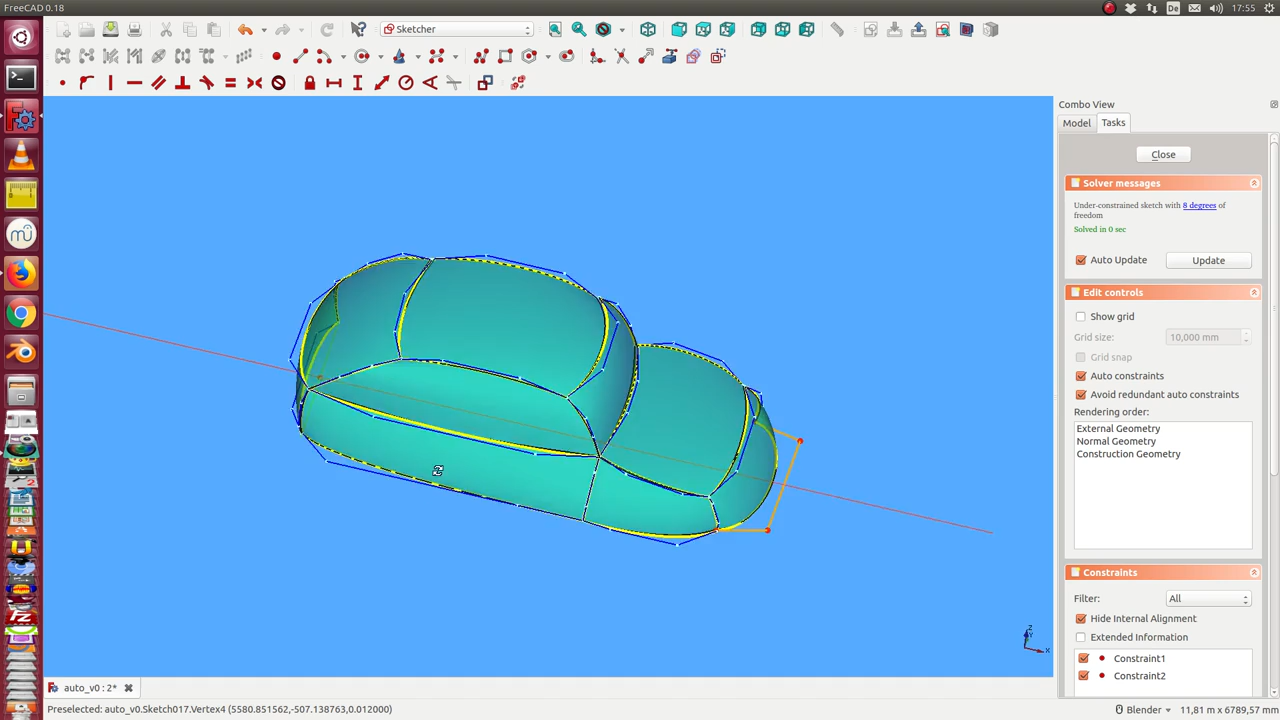 FreeCAD 0.18
De
17:55
Sketcher
Combo View
Model
Tasks
Close
Solver messages
Under-constrained sketch with 8 degrees of
freedom
Solved in 0 sec
Auto Update
Update
Edit controls
Show grid
Grid size:
10,000 mm
Grid snap
Auto constraints
Avoid redundant auto constraints
Rendering order:
External Geometry
Normal Geometry
Construction Geometry
Constraints
Filter:
All
Hide Internal Alignment
Extended Information
Constraint1
Constraint2
Z
Y
X
auto_v0 : 2*
Preselected: auto_v0.Sketch017.Vertex4 (5580.851562,-507.138763,0.012000)
Blender
11,81 m x 6789,57 mm